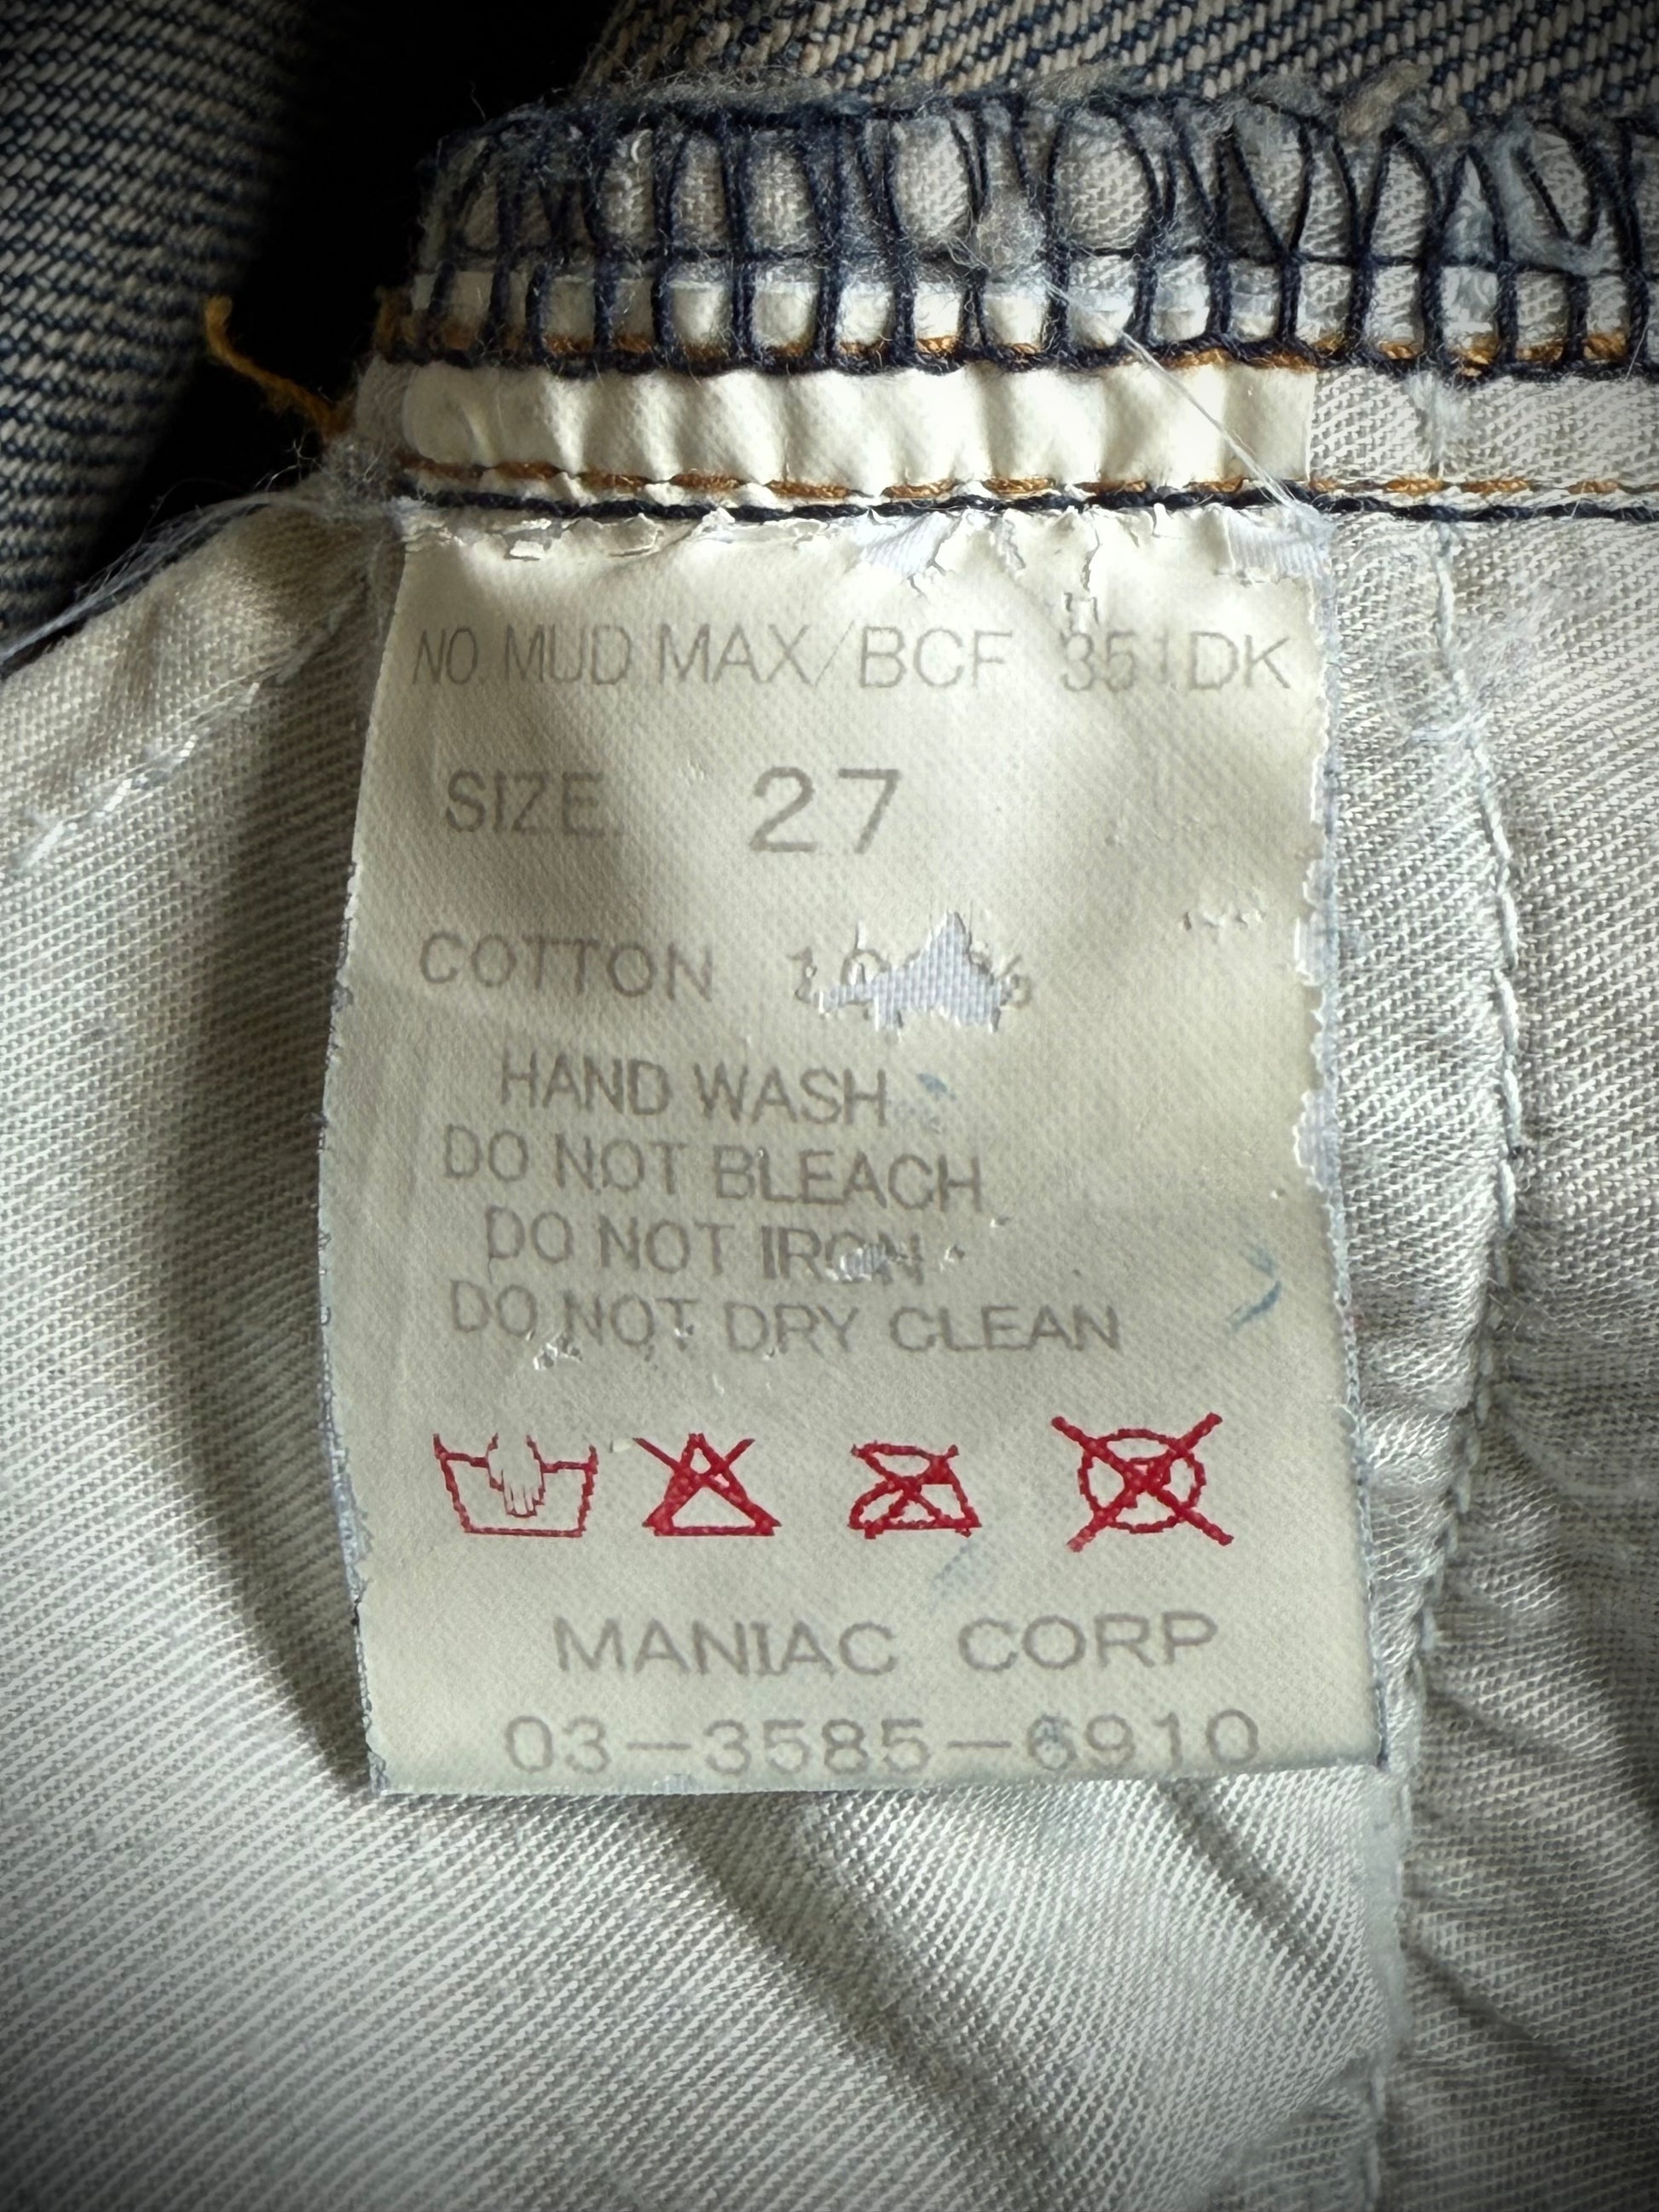 NO. MUD MAX/BCF 351DK
SIZE. 27
COTTON
HAND WASH
DO NOT BLEACH
DO NOT IRON
DO NOT DRY CLEAN
MANIAC CORP
03-3585-6910